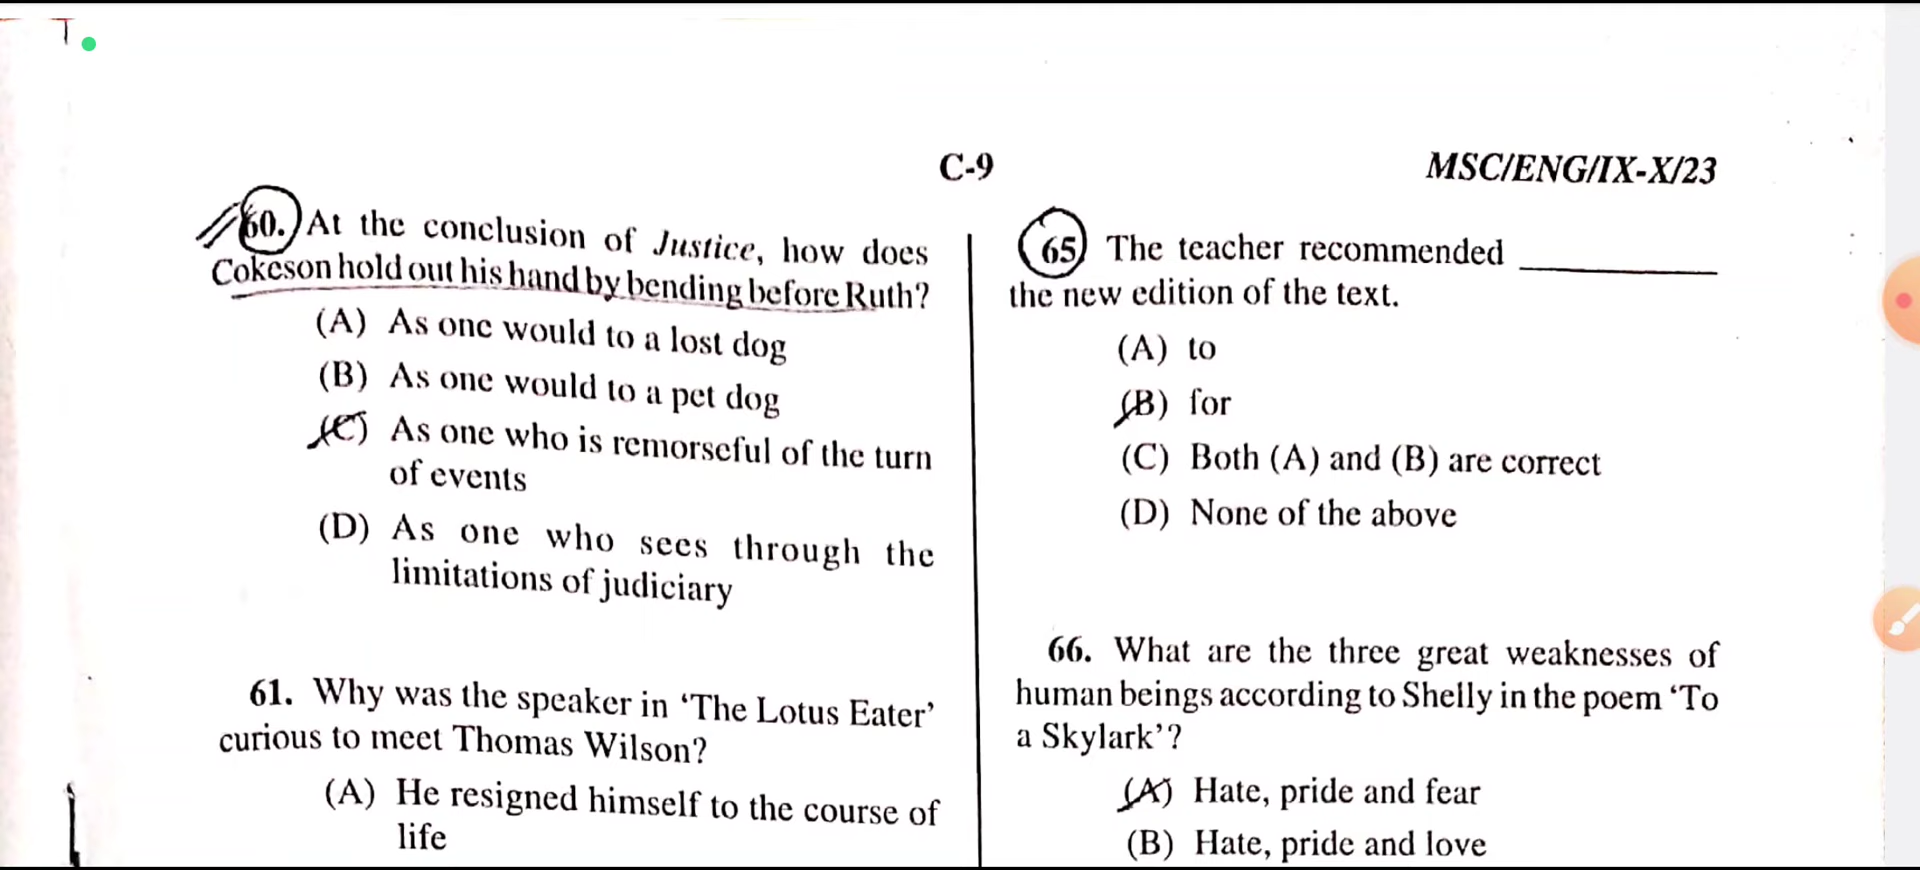 C-9
MSC/ENG/IX-X/23
60. At the conclusion of Justice, how does
Cokeson hold out his hand by bending before Ruth?
(A) As one would to a lost dog
(B) As one would to a pet dog
(C) As one who is remorseful of the turn
of events
(D) As one who sees through the
limitations of judiciary
61. Why was the speaker in ‘The Lotus Eater’
curious to meet Thomas Wilson?
(A) He resigned himself to the course of
life
65 The teacher recommended ________
the new edition of the text.
(A) to
(B) for
(C) Both (A) and (B) are correct
(D) None of the above
66. What are the three great weaknesses of
human beings according to Shelly in the poem ‘To
a Skylark’?
(A) Hate, pride and fear
(B) Hate, pride and love